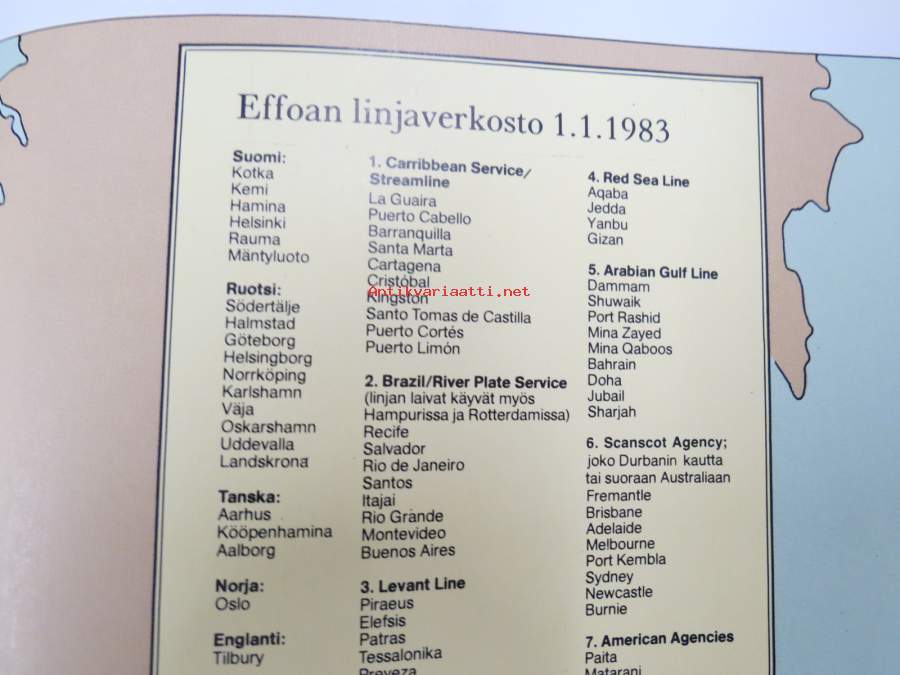 Effoan linjaverkosto 1.1.1983
Suomi:
Kotka
Kemi
Hamina
Helsinki
Rauma
Mäntyluoto
Ruotsi:
Södertälje
Halmstad
Göteborg
Helsingborg
Norrköping
Karlshamn
Väja
Oskarshamn
Uddevalla
Landskrona
Tanska:
Aarhus
Kööpenhamina
Aalborg
Norja:
Oslo
Englanti:
Tilbury
1. Carribbean Service/
Streamline
La Guaira
Puerto Cabello
Barranquilla
Santa Marta
Cartagena
Cristóbal
Antikvariaatti.net
Kingston
Santo Tomas de Castilla
Puerto Cortés
Puerto Limón
2. Brazil/River Plate Service
(linjan laivat käyvät myös
Hampurissa ja Rotterdamissa)
Recife
Salvador
Rio de Janeiro
Santos
Itajai
Rio Grande
Montevideo
Buenos Aires
3. Levant Line
Piraeus
Elefsis
Patras
Tessalonika
Preveza
4. Red Sea Line
Aqaba
Jedda
Yanbu
Gizan
5. Arabian Gulf Line
Dammam
Shuwaik
Port Rashid
Mina Zayed
Mina Qaboos
Bahrain
Doha
Jubail
Sharjah
6. Scanscot Agency;
joko Durbanin kautta
tai suoraan Australiaan
Fremantle
Brisbane
Adelaide
Melbourne
Port Kembla
Sydney
Newcastle
Burnie
7. American Agencies
Paita
Matarani